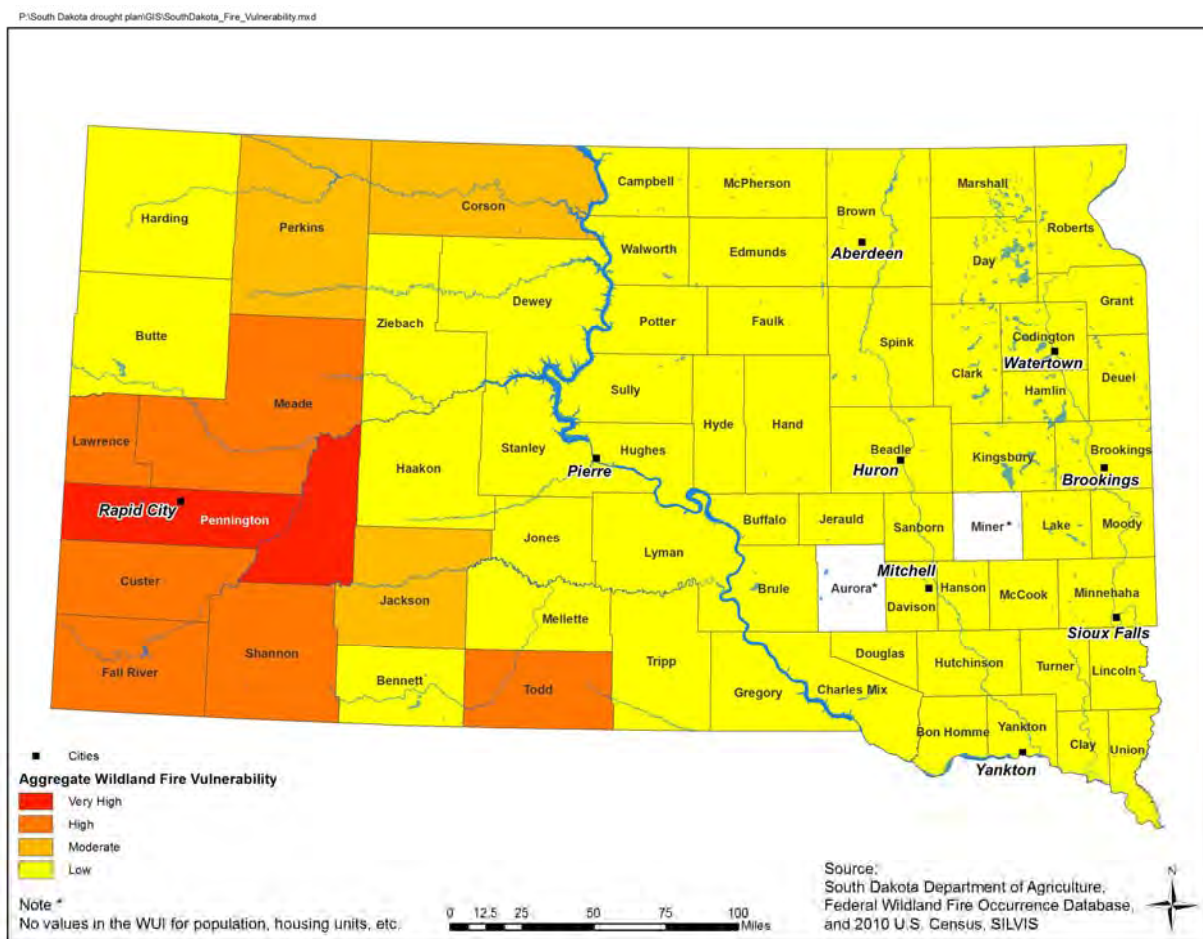 P:\South Dakota drought plan\GIS\SouthDakota_Fire_Vulnerability.mxd
Harding
Perkins
Corson
Campbell
McPherson
Brown
Marshall
Roberts
Walworth
Edmunds
Aberdeen
Day
Butte
Ziebach
Dewey
Potter
Faulk
Spink
Grant
Codington
Watertown
Clark
Hamlin
Deuel
Meade
Sully
Lawrence
Haakon
Stanley
Hughes
Hyde
Hand
Beadle
Kingsbury
Brookings
Pierre
Huron
Brookings
Rapid City
Pennington
Jones
Lyman
Buffalo
Jerauld
Sanborn
Miner*
Lake
Moody
Custer
Jackson
Mellette
Brule
Aurora*
Mitchell
Davison
Hanson
McCook
Minnehaha
Sioux Falls
Fall River
Shannon
Bennett
Todd
Tripp
Gregory
Douglas
Charles Mix
Hutchinson
Turner
Lincoln
Bon Homme
Yankton
Clay
Union
Yankton
Cities
Aggregate Wildland Fire Vulnerability
Very High
High
Moderate
Low
Note *
No values in the WUI for population, housing units, etc.
0 12.5 25 50 75 100
Miles
Source:
South Dakota Department of Agriculture,
Federal Wildland Fire Occurrence Database,
and 2010 U.S. Census, SILVIS
N